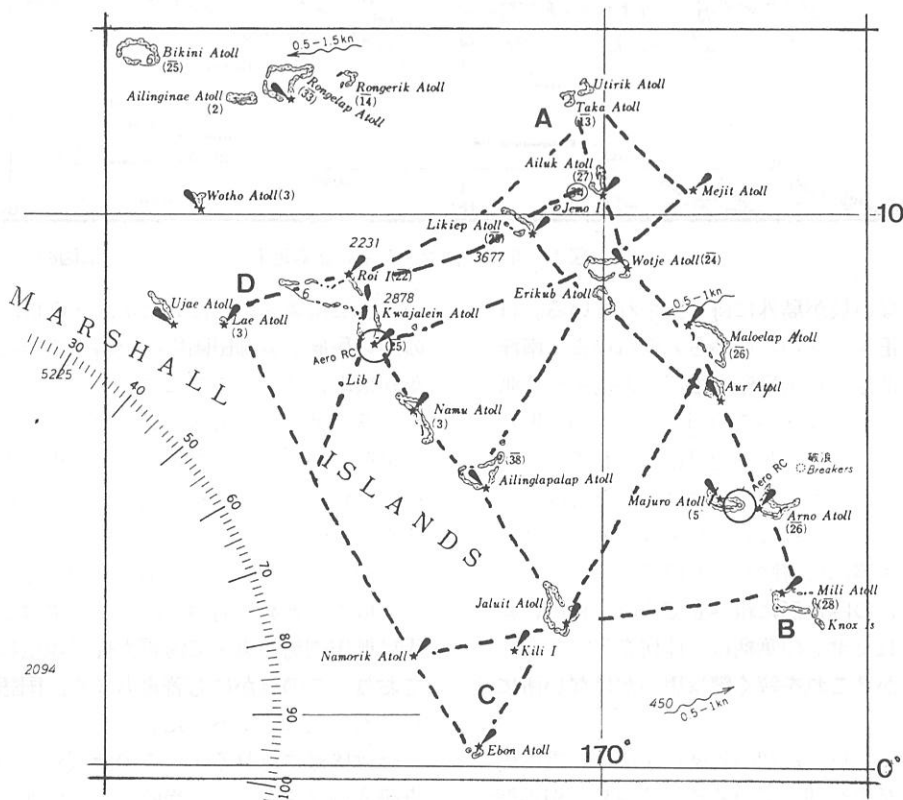 Bikini Atoll
(25)
6
0.5–1.5kn
Rongerik Atoll
(14)
Ailinginae Atoll
(2)
(33)
Rongelap Atoll
Utirik Atoll
Taka Atoll
(13)
A
Ailuk Atoll
(27)
Mejit Atoll
Jemo I
Wotho Atoll(3)
10
Likiep Atoll
3677
Wotje Atoll(24)
2231
Roi I(22)
D
6
2878
Kwajalein Atoll
(25)
Aero RC
Erikub Atoll
0.5–1kn
Ujae Atoll
Lae Atoll
(3)
Maloelap Atoll
(26)
MARSHALL
ISLANDS
30
5225
40
50
60
70
80
90
100
Lib I
Namu Atoll
(3)
Aur Atoll
(38)
Ailinglapalap Atoll
Aero RC
破浪
Breakers
Majuro Atoll
(5
Arno Atoll
(26)
Jaluit Atoll
Mili Atoll
(28)
B
Knox Is
Namorik Atoll
Kili I
2094
C
450
0.5–1kn
Ebon Atoll
170°
0°